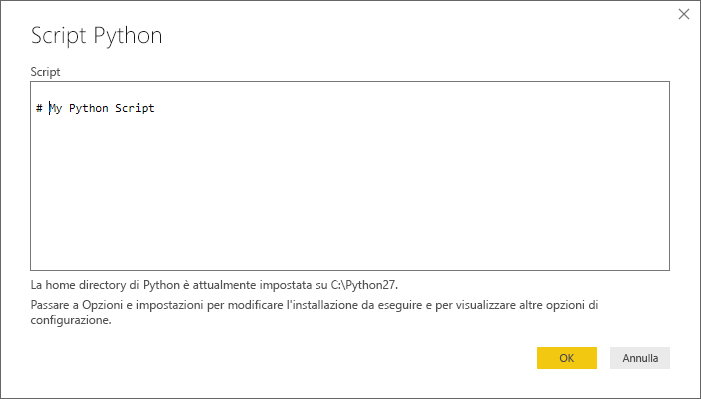 Script Python
Script
# My Python Script
La home directory di Python è attualmente impostata su C:\Python27.
Passare a Opzioni e impostazioni per modificare l'installazione da eseguire e per visualizzare altre opzioni di
configurazione.
OK
Annulla